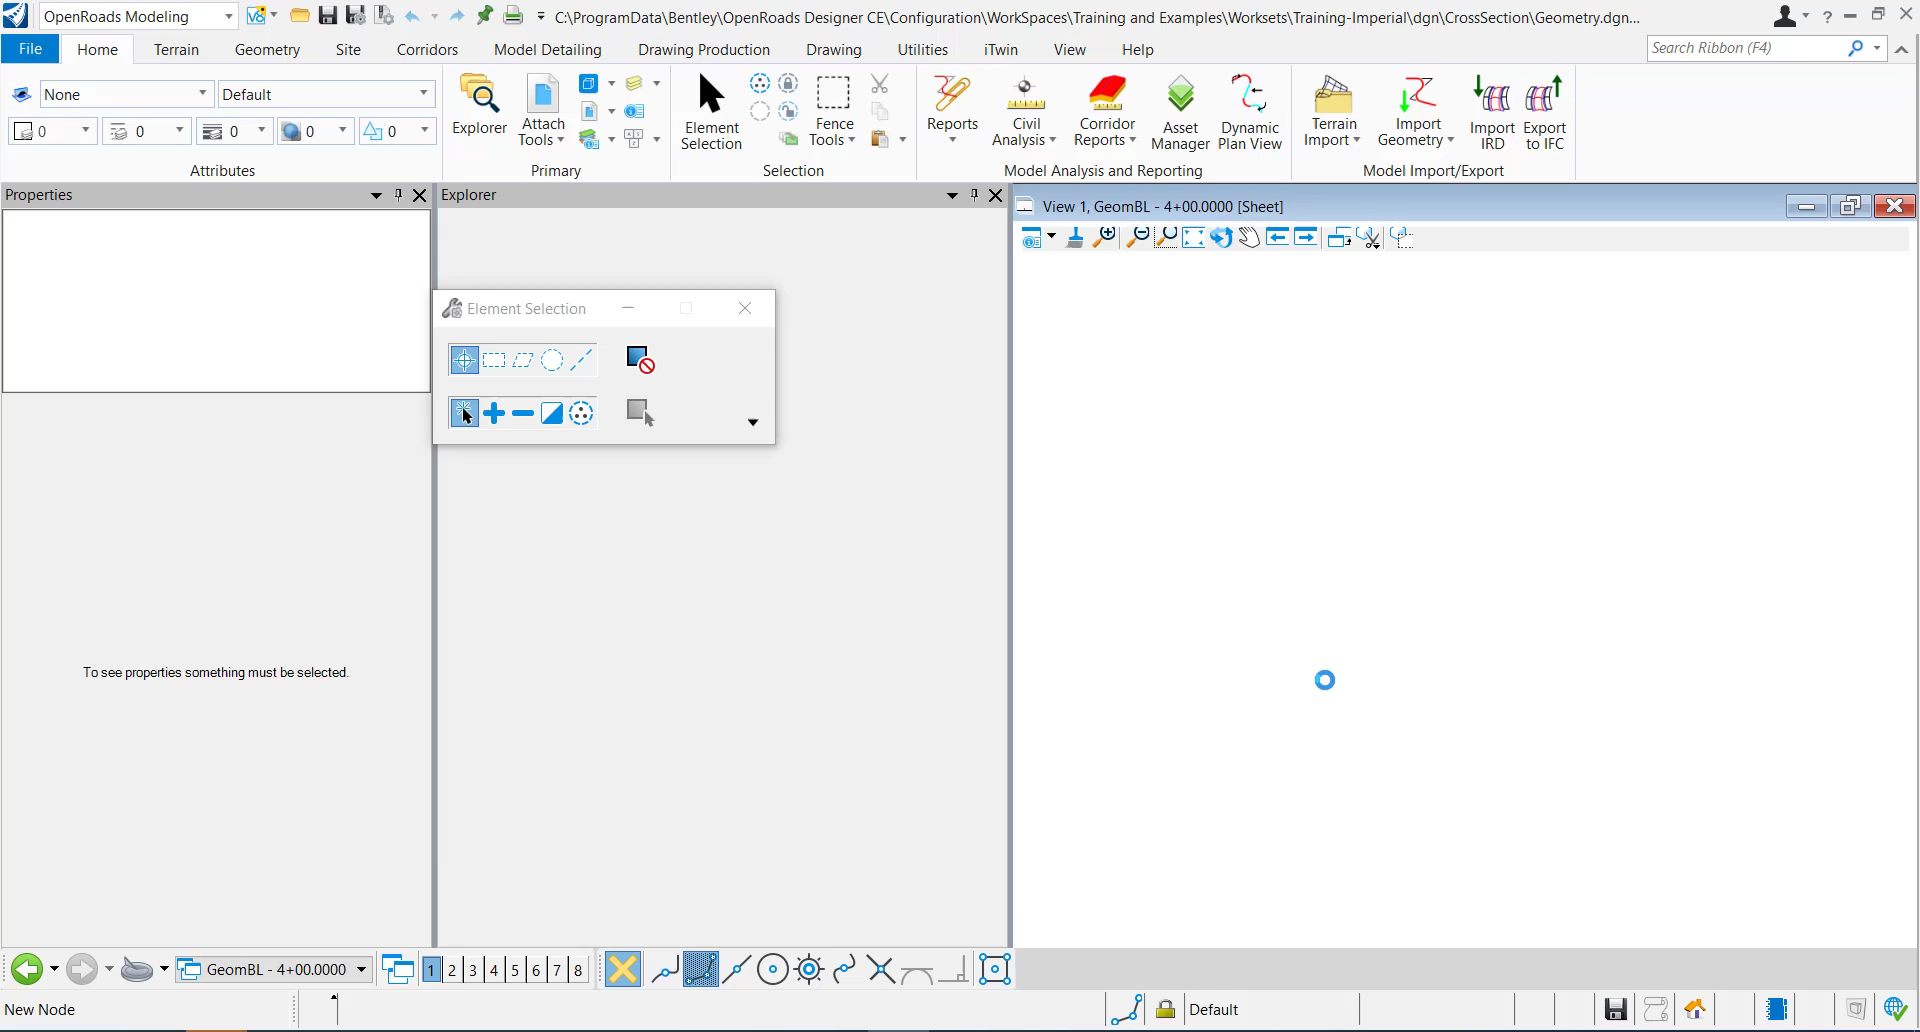 OpenRoads Modeling
C:\ProgramData\Bentley\OpenRoads Designer CE\Configuration\WorkSpaces\Training and Examples\Worksets\Training-Imperial\dgn\CrossSection\Geometry.dgn...
File
Home
Terrain
Geometry
Site
Corridors
Model Detailing
Drawing Production
Drawing
Utilities
iTwin
View
Help
Search Ribbon (F4)
None
Default
0
0
0
0
0
Attributes
Explorer
Attach Tools
Primary
Element Selection
Fence Tools
Selection
Reports
Civil Analysis
Corridor Reports
Asset Manager
Dynamic Plan View
Model Analysis and Reporting
Terrain Import
Import Geometry
Import IRD
Export to IFC
Model Import/Export
Properties
Explorer
View 1, GeomBL - 4+00.0000 [Sheet]
Element Selection
To see properties something must be selected.
GeomBL - 4+00.0000
1 2 3 4 5 6 7 8
New Node
Default